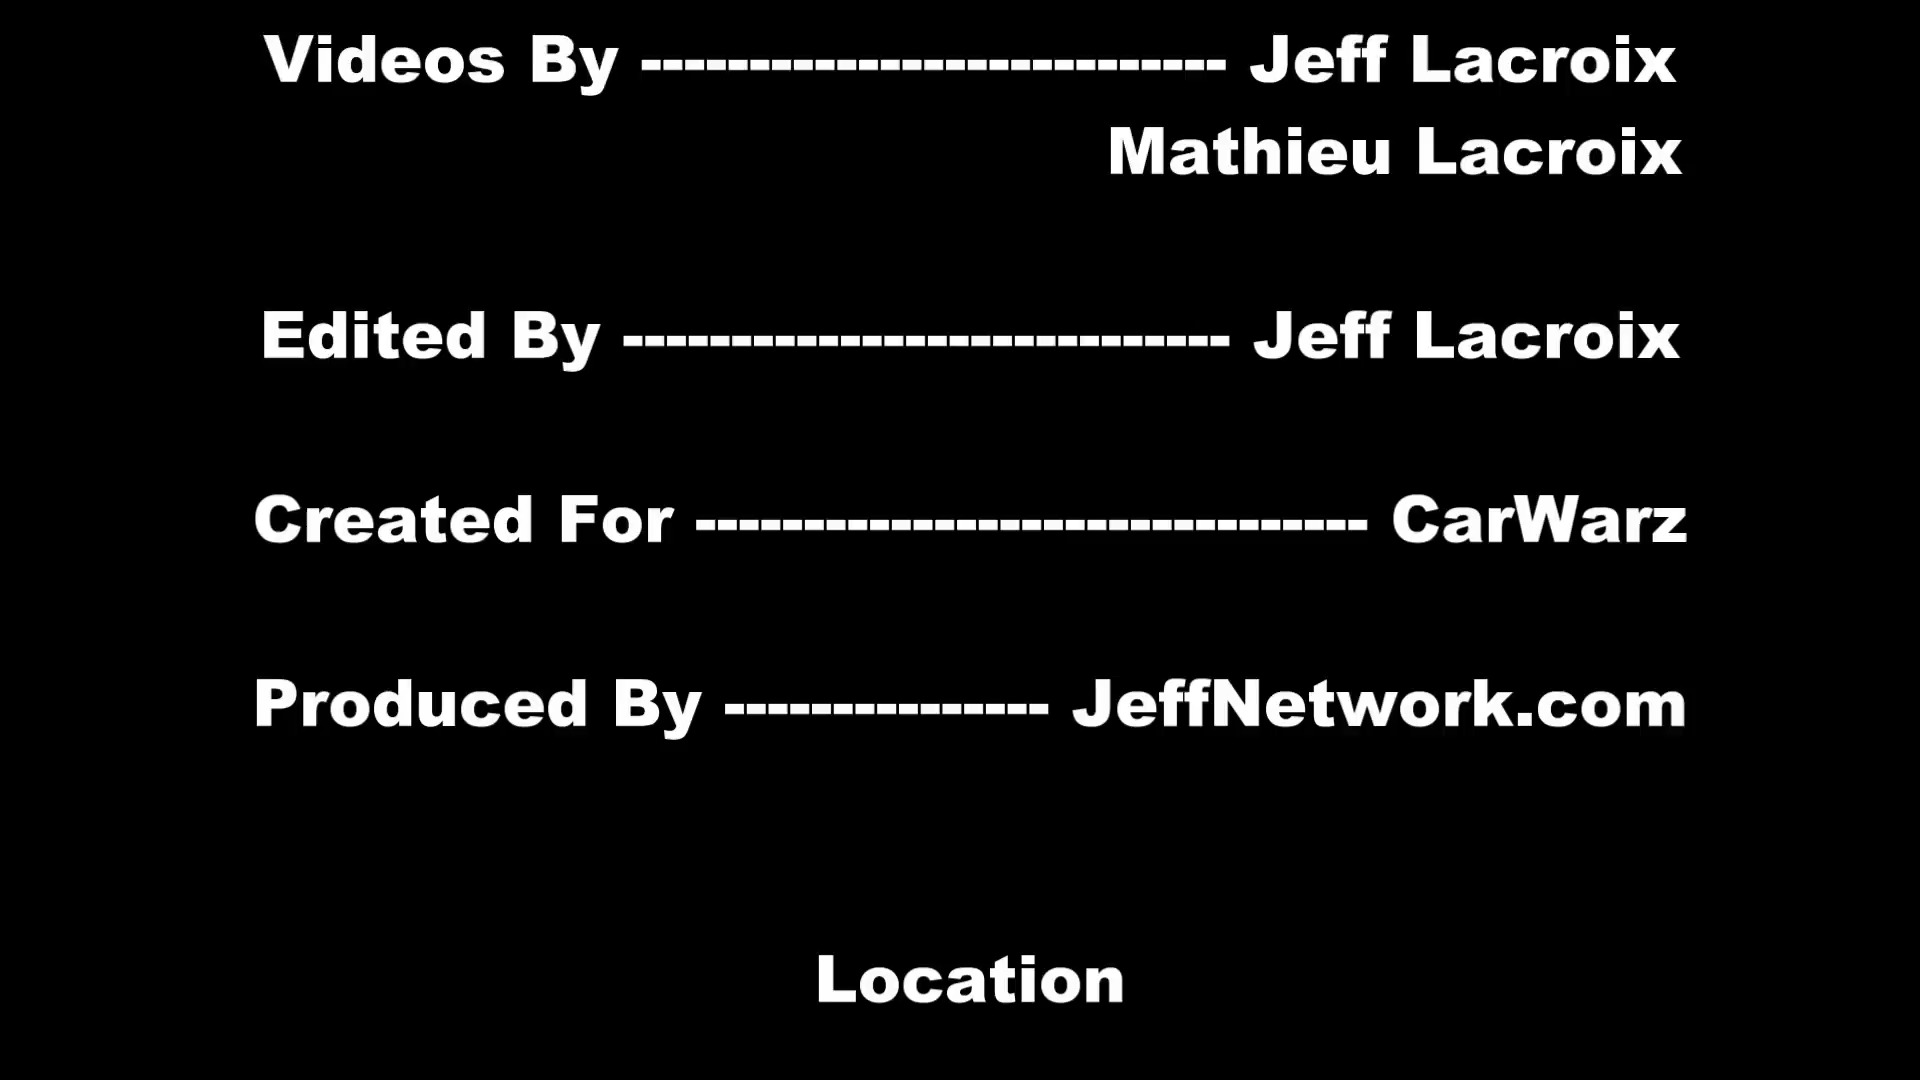 Videos By --------------------------- Jeff Lacroix
Mathieu Lacroix
Edited By ---------------------------- Jeff Lacroix
Created For ------------------------------- CarWarz
Produced By --------------- JeffNetwork.com
Location